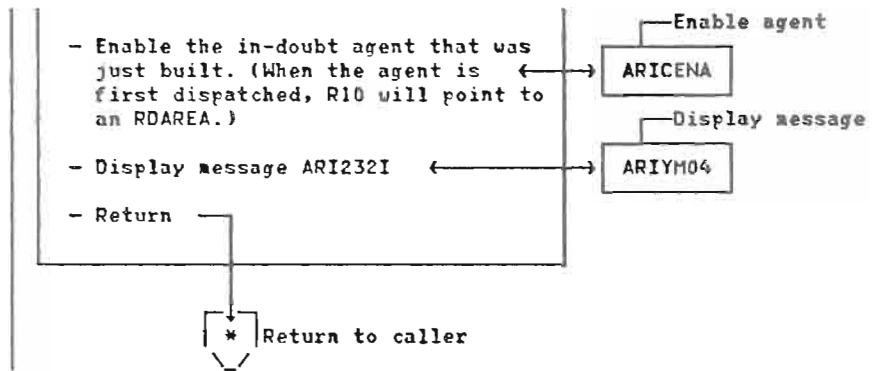 Enable agent
- Enable the in-doubt agent that was
just built. (When the agent is
first dispatched, R10 will point to
an RDAREA.)
ARICENA
Display message
- Display message ARI232I
ARIYM04
- Return
* Return to caller